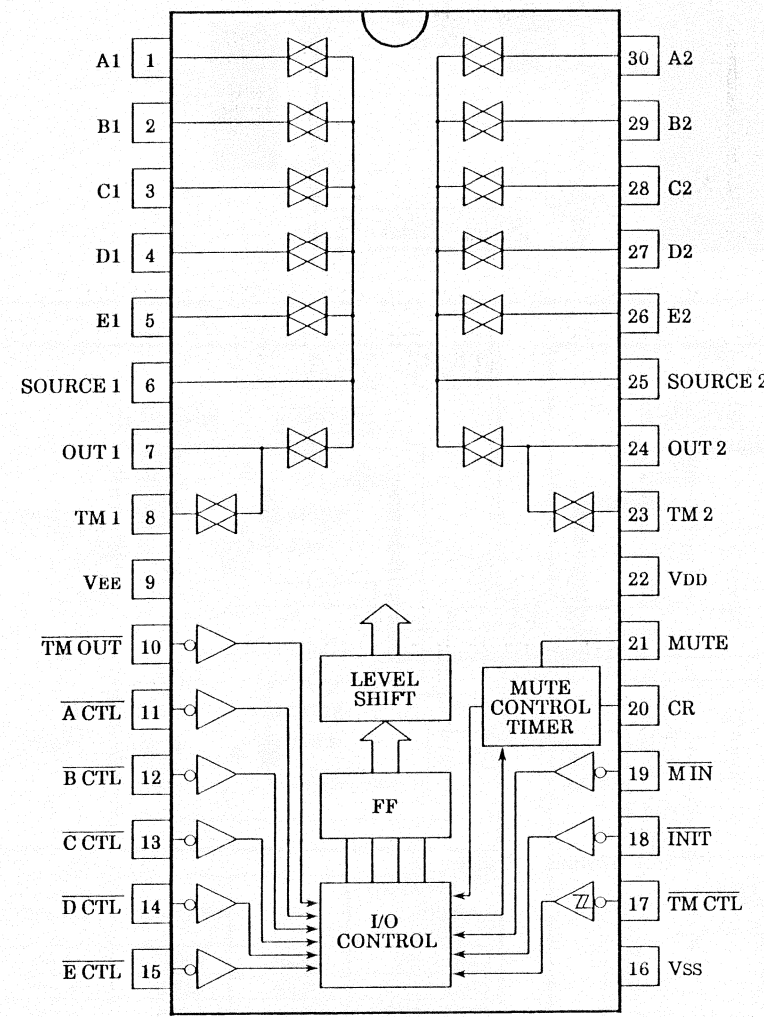 A1 1
B1 2
C1 3
D1 4
E1 5
SOURCE 1 6
OUT 1 7
TM 1 8
VEE 9
TM OUT 10
A CTL 11
B CTL 12
C CTL 13
D CTL 14
E CTL 15
30 A2
29 B2
28 C2
27 D2
26 E2
25 SOURCE 2
24 OUT 2
23 TM 2
22 VDD
21 MUTE
20 CR
19 M IN
18 INIT
17 TM CTL
16 VSS
LEVEL
SHIFT
FF
I/O
CONTROL
MUTE
CONTROL
TIMER